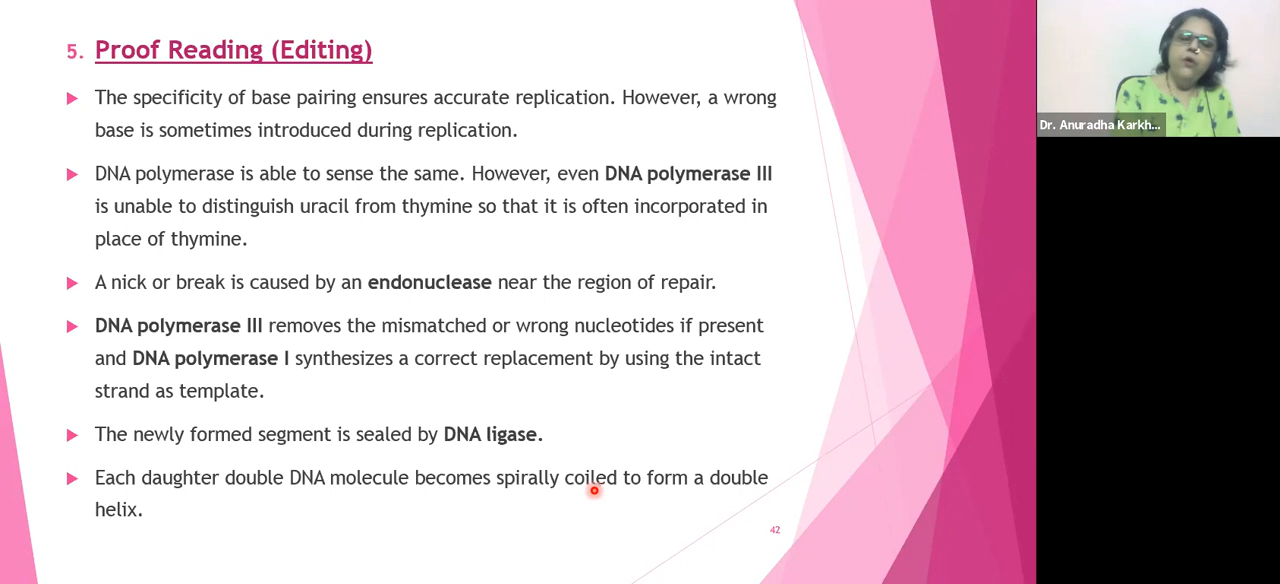 5. Proof Reading (Editing)
The specificity of base pairing ensures accurate replication. However, a wrong
base is sometimes introduced during replication.
DNA polymerase is able to sense the same. However, even DNA polymerase III
is unable to distinguish uracil from thymine so that it is often incorporated in
place of thymine.
A nick or break is caused by an endonuclease near the region of repair.
DNA polymerase III removes the mismatched or wrong nucleotides if present
and DNA polymerase I synthesizes a correct replacement by using the intact
strand as template.
The newly formed segment is sealed by DNA ligase.
Each daughter double DNA molecule becomes spirally coiled to form a double
helix.
42
Dr. Anuradha Karkh...